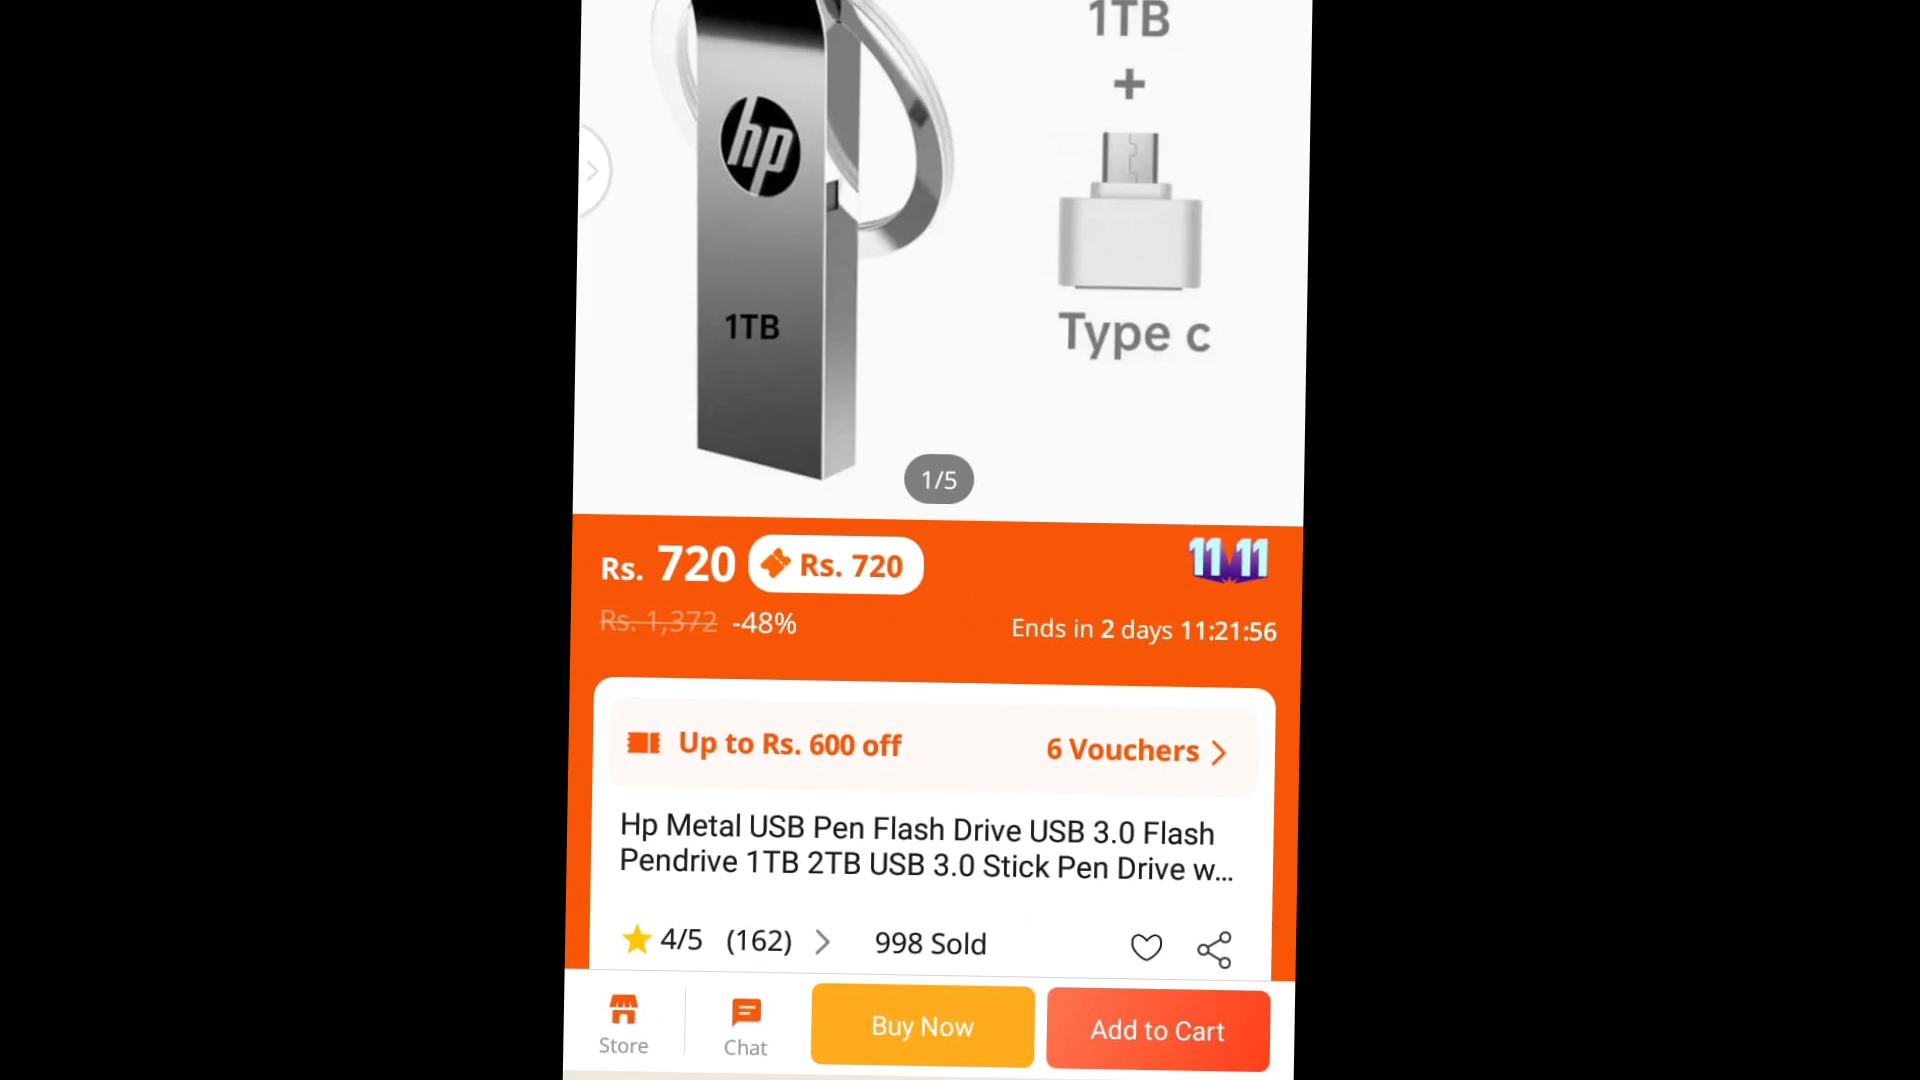 1TB
+
hp
1TB
Type c
1/5
Rs. 720 Rs. 720
11 11
Rs. 1,372 -48%
Ends in 2 days 11:21:56
Up to Rs. 600 off
6 Vouchers
Hp Metal USB Pen Flash Drive USB 3.0 Flash
Pendrive 1TB 2TB USB 3.0 Stick Pen Drive w...
4/5 (162)
998 Sold
Store
Chat
Buy Now
Add to Cart